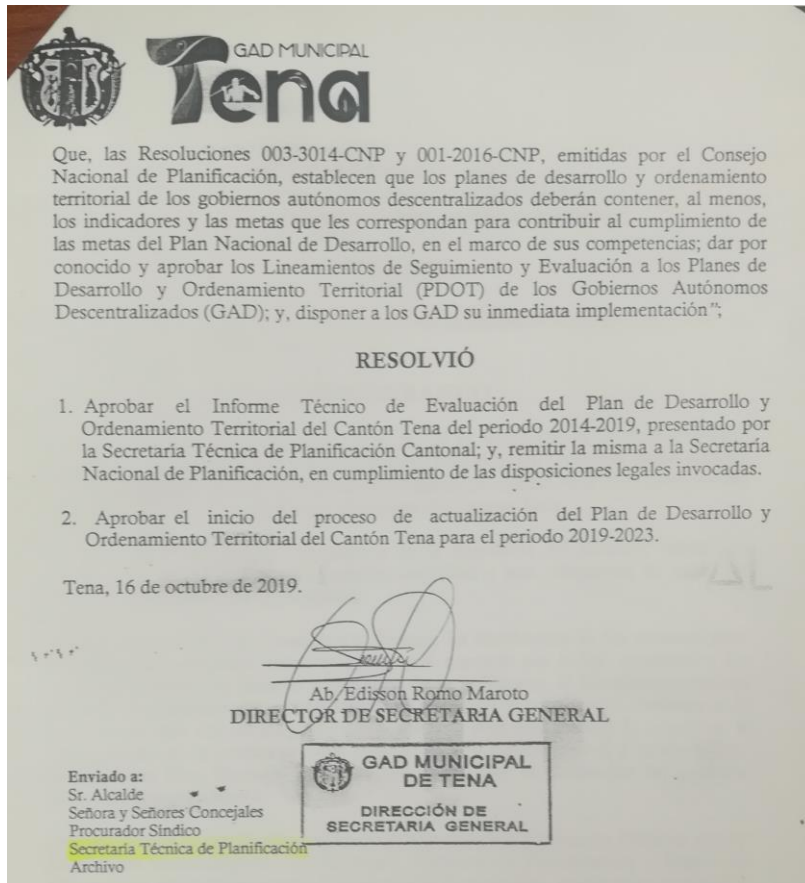 GAD MUNICIPAL
Tena
Que, las Resoluciones 003-3014-CNP y 001-2016-CNP, emitidas por el Consejo
Nacional de Planificación, establecen que los planes de desarrollo y ordenamiento
territorial de los gobiernos autónomos descentralizados deberán contener, al menos,
los indicadores y las metas que les correspondan para contribuir al cumplimiento de
las metas del Plan Nacional de Desarrollo, en el marco de sus competencias; dar por
conocido y aprobar los Lineamientos de Seguimiento y Evaluación a los Planes de
Desarrollo y Ordenamiento Territorial (PDOT) de los Gobiernos Autónomos
Descentralizados (GAD); y, disponer a los GAD su inmediata implementación";
RESOLVIÓ
1. Aprobar el Informe Técnico de Evaluación del Plan de Desarrollo y
Ordenamiento Territorial del Cantón Tena del periodo 2014-2019, presentado por
la Secretaría Técnica de Planificación Cantonal; y, remitir la misma a la Secretaría
Nacional de Planificación, en cumplimiento de las disposiciones legales invocadas.
2. Aprobar el inicio del proceso de actualización del Plan de Desarrollo y
Ordenamiento Territorial del Cantón Tena para el periodo 2019-2023.
Tena, 16 de octubre de 2019.
Ab. Edisson Romo Maroto
DIRECTOR DE SECRETARIA GENERAL
GAD MUNICIPAL
DE TENA
DIRECCIÓN DE
SECRETARIA GENERAL
Enviado a:
Sr. Alcalde
Señora y Señores Concejales
Procurador Síndico
Secretaría Técnica de Planificación
Archivo